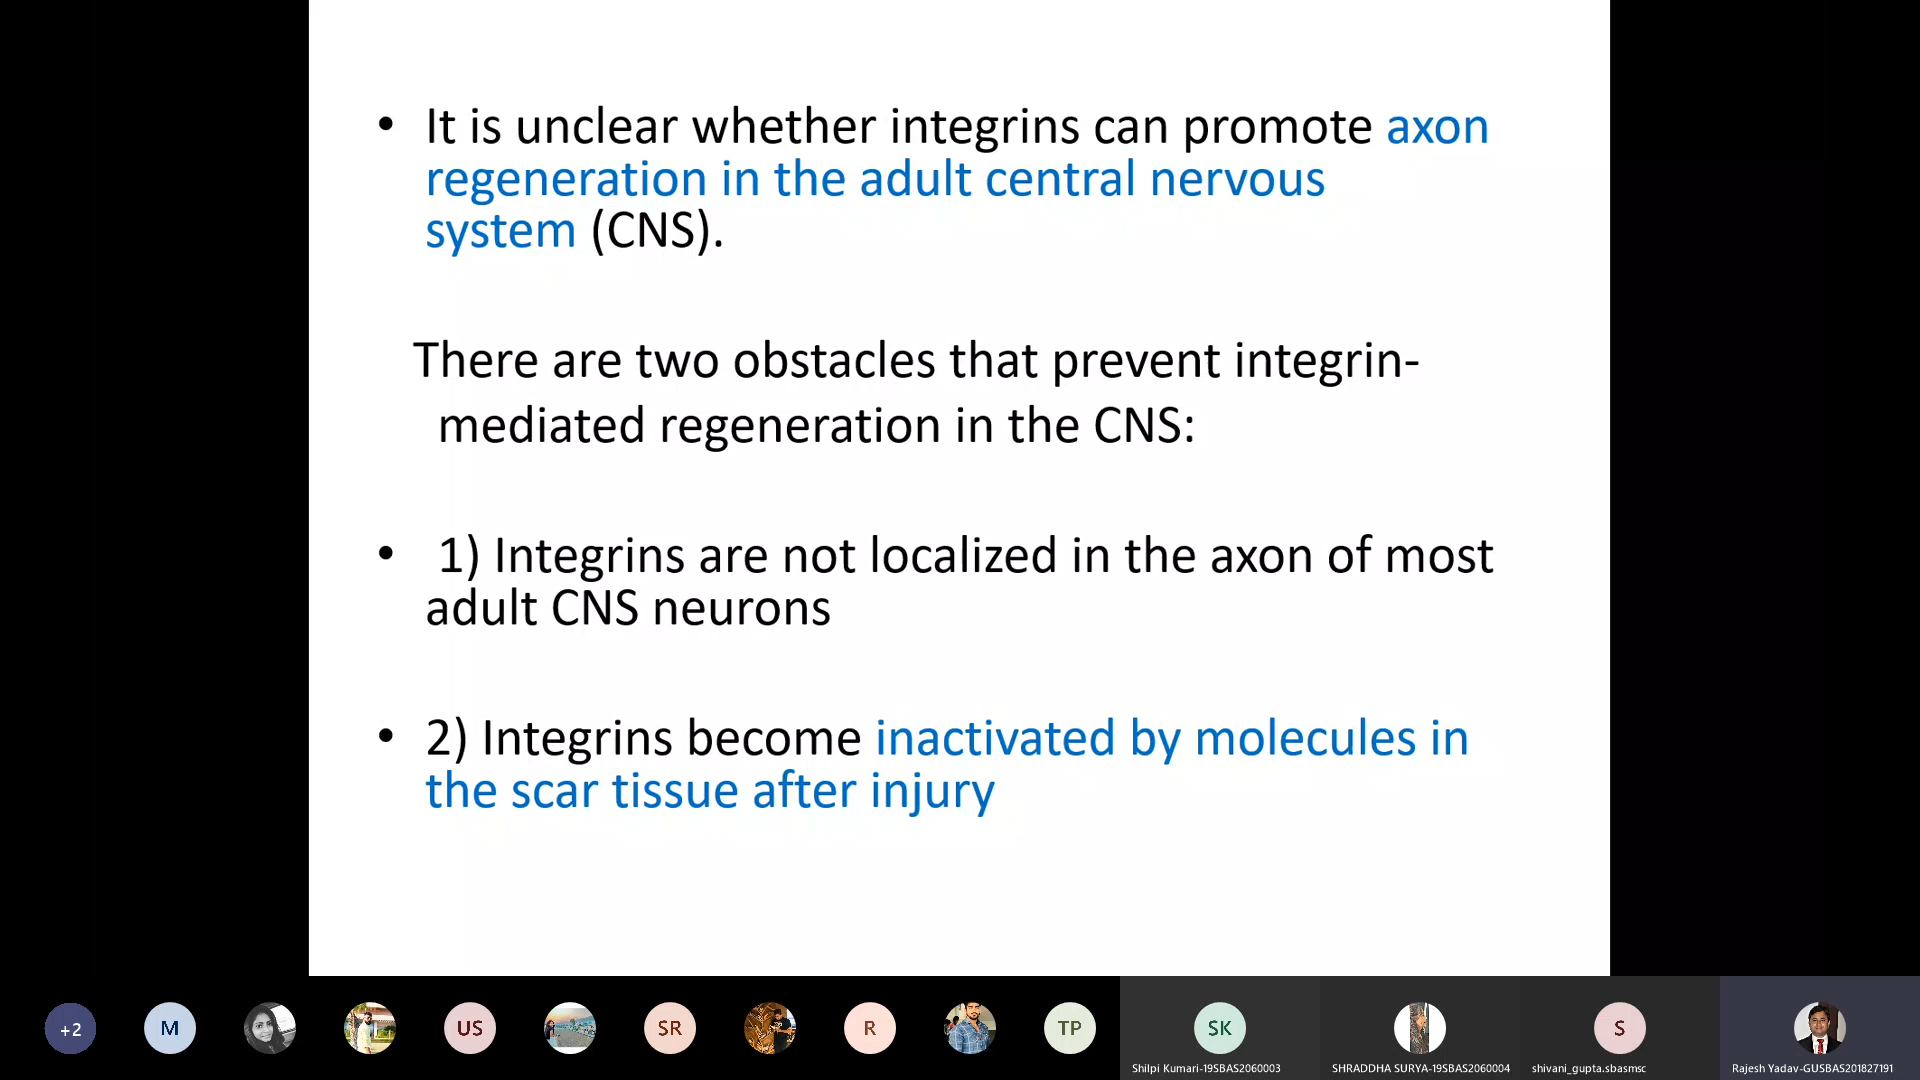 • It is unclear whether integrins can promote axon
regeneration in the adult central nervous
system (CNS).
There are two obstacles that prevent integrin-
mediated regeneration in the CNS:
• 1) Integrins are not localized in the axon of most
adult CNS neurons
• 2) Integrins become inactivated by molecules in
the scar tissue after injury
+2
M
US
SR
R
TP
SK
S
Shilpi Kumari-19SBAS2060003
SHRADDHA SURYA-19SBAS2060004
shivani_gupta.sbasmsc
Rajesh Yadav-GUSBAS201827191